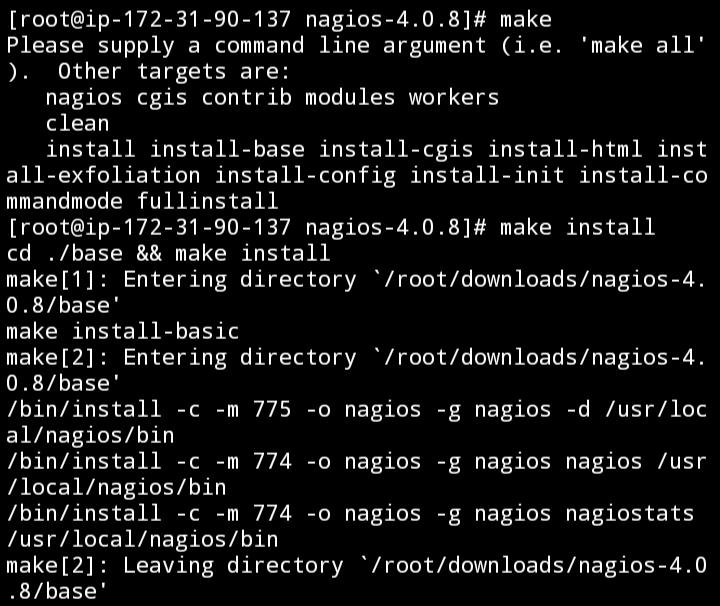 [root@ip-172-31-90-137 nagios-4.0.8]# make
Please supply a command line argument (i.e. 'make all'
).  Other targets are:
   nagios cgis contrib modules workers
   clean
   install install-base install-cgis install-html inst
all-exfoliation install-config install-init install-co
mmandmode fullinstall
[root@ip-172-31-90-137 nagios-4.0.8]# make install
cd ./base && make install
make[1]: Entering directory `/root/downloads/nagios-4.
0.8/base'
make install-basic
make[2]: Entering directory `/root/downloads/nagios-4.
0.8/base'
/bin/install -c -m 775 -o nagios -g nagios -d /usr/loc
al/nagios/bin
/bin/install -c -m 774 -o nagios -g nagios nagios /usr
/local/nagios/bin
/bin/install -c -m 774 -o nagios -g nagios nagiostats
/usr/local/nagios/bin
make[2]: Leaving directory `/root/downloads/nagios-4.0
.8/base'